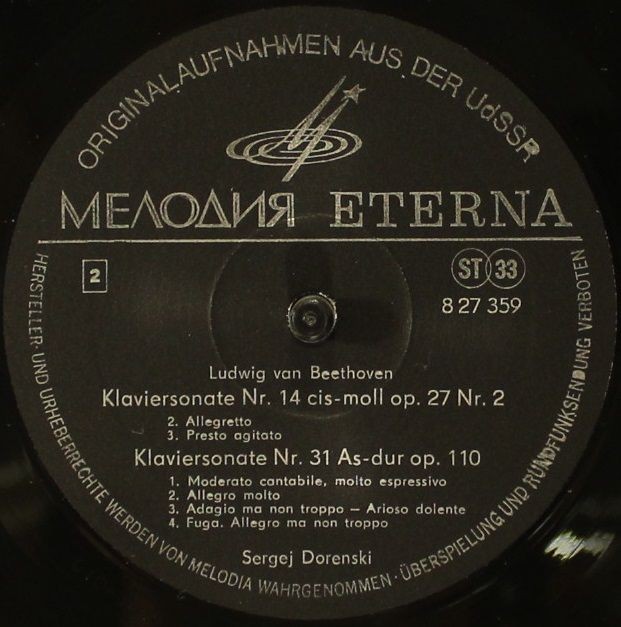 ORIGINALAUFNAHMEN AUS DER UdSSR
МЕЛОДИЯ ETERNA
2
ST 33
8 27 359
Ludwig van Beethoven
Klaviersonate Nr. 14 cis-moll op. 27 Nr. 2
2. Allegretto
3. Presto agitato
Klaviersonate Nr. 31 As-dur op. 110
1. Moderato cantabile, molto espressivo
2. Allegro molto
3. Adagio ma non troppo – Arioso dolente
4. Fuga. Allegro ma non troppo
Sergej Dorenski
HERSTELLER- UND URHEBERRECHTE WERDEN VON MELODIA WAHRGENOMMEN · ÜBERSPIELUNG UND RUNDFUNKSENDUNG VERBOTEN